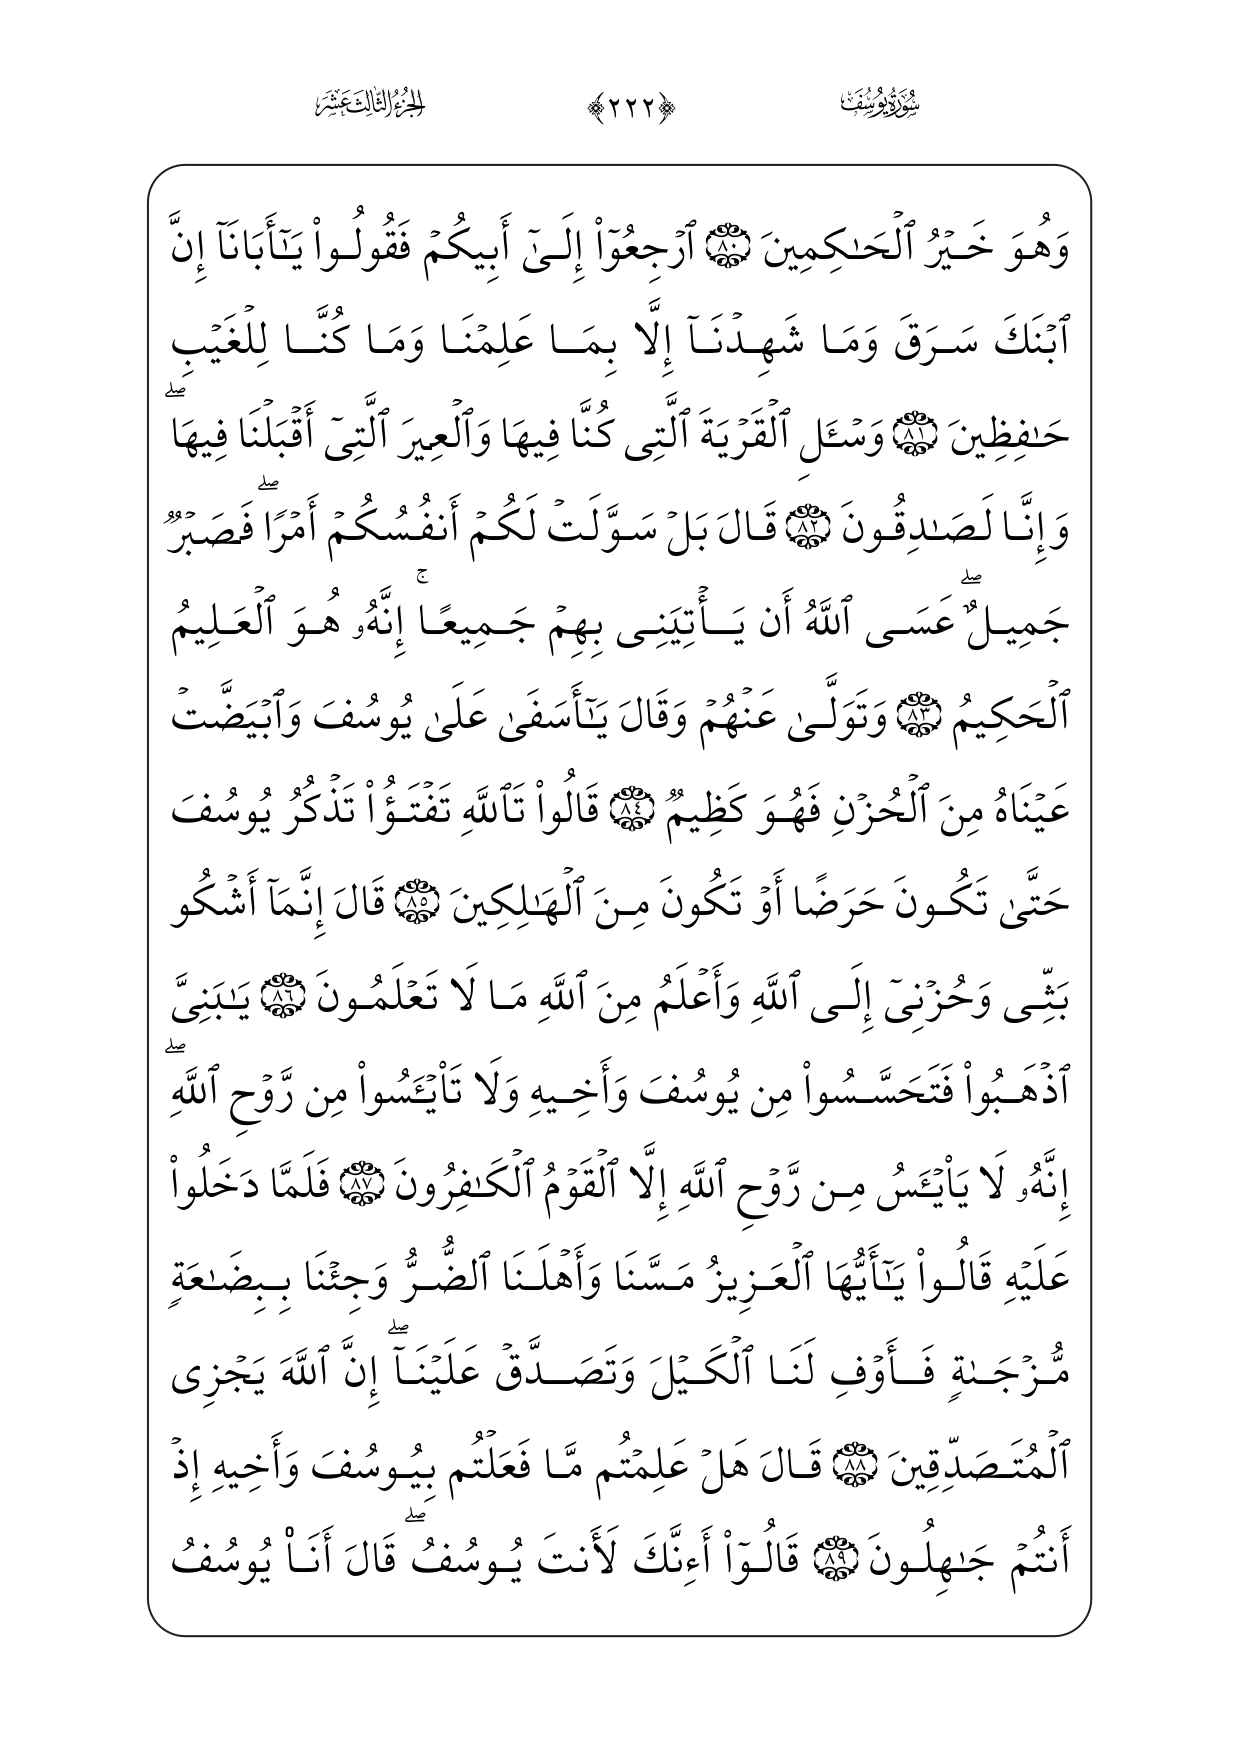 سُورَةُ يُوسُفَ ﴿٢٢٢﴾ الجُزْءُ الثَّالِثَ عَشَرَ
وَهُوَ خَيۡرُ ٱلۡحَٰكِمِينَ ٨٠ ٱرۡجِعُوٓاْ إِلَىٰٓ أَبِيكُمۡ فَقُولُواْ يَٰٓأَبَانَآ إِنَّ
ٱبۡنَكَ سَرَقَ وَمَا شَهِدۡنَآ إِلَّا بِمَا عَلِمۡنَا وَمَا كُنَّا لِلۡغَيۡبِ
حَٰفِظِينَ ٨١ وَسۡـَٔلِ ٱلۡقَرۡيَةَ ٱلَّتِي كُنَّا فِيهَا وَٱلۡعِيرَ ٱلَّتِيٓ أَقۡبَلۡنَا فِيهَاۖ
وَإِنَّا لَصَٰدِقُونَ ٨٢ قَالَ بَلۡ سَوَّلَتۡ لَكُمۡ أَنفُسُكُمۡ أَمۡرٗاۖ فَصَبۡرٞ
جَمِيلٌۖ عَسَى ٱللَّهُ أَن يَأۡتِيَنِي بِهِمۡ جَمِيعًاۚ إِنَّهُۥ هُوَ ٱلۡعَلِيمُ
ٱلۡحَكِيمُ ٨٣ وَتَوَلَّىٰ عَنۡهُمۡ وَقَالَ يَٰٓأَسَفَىٰ عَلَىٰ يُوسُفَ وَٱبۡيَضَّتۡ
عَيۡنَاهُ مِنَ ٱلۡحُزۡنِ فَهُوَ كَظِيمٞ ٨٤ قَالُواْ تَٱللَّهِ تَفۡتَؤُاْ تَذۡكُرُ يُوسُفَ
حَتَّىٰ تَكُونَ حَرَضًا أَوۡ تَكُونَ مِنَ ٱلۡهَٰلِكِينَ ٨٥ قَالَ إِنَّمَآ أَشۡكُو
بَثِّي وَحُزۡنِيٓ إِلَى ٱللَّهِ وَأَعۡلَمُ مِنَ ٱللَّهِ مَا لَا تَعۡلَمُونَ ٨٦ يَٰبَنِيَّ
ٱذۡهَبُواْ فَتَحَسَّسُواْ مِن يُوسُفَ وَأَخِيهِ وَلَا تَاْيۡـَٔسُواْ مِن رَّوۡحِ ٱللَّهِۖ
إِنَّهُۥ لَا يَاْيۡـَٔسُ مِن رَّوۡحِ ٱللَّهِ إِلَّا ٱلۡقَوۡمُ ٱلۡكَٰفِرُونَ ٨٧ فَلَمَّا دَخَلُواْ
عَلَيۡهِ قَالُواْ يَٰٓأَيُّهَا ٱلۡعَزِيزُ مَسَّنَا وَأَهۡلَنَا ٱلضُّرُّ وَجِئۡنَا بِبِضَٰعَةٖ
مُّزۡجَىٰةٖ فَأَوۡفِ لَنَا ٱلۡكَيۡلَ وَتَصَدَّقۡ عَلَيۡنَآۖ إِنَّ ٱللَّهَ يَجۡزِي
ٱلۡمُتَصَدِّقِينَ ٨٨ قَالَ هَلۡ عَلِمۡتُم مَّا فَعَلۡتُم بِيُوسُفَ وَأَخِيهِ إِذۡ
أَنتُمۡ جَٰهِلُونَ ٨٩ قَالُوٓاْ أَءِنَّكَ لَأَنتَ يُوسُفُۖ قَالَ أَنَا۠ يُوسُفُ